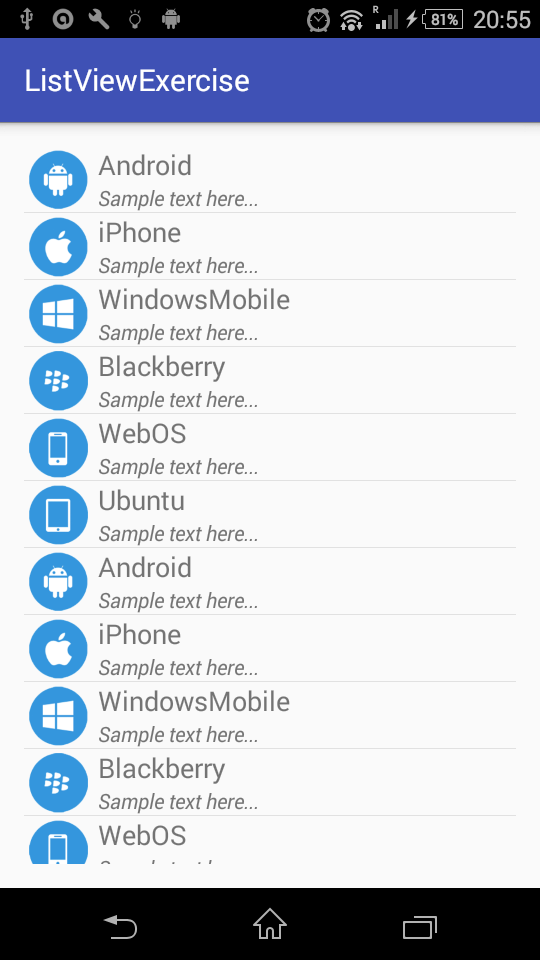 R 81% 20:55
ListViewExercise
Android
Sample text here...
iPhone
Sample text here...
WindowsMobile
Sample text here...
Blackberry
Sample text here...
WebOS
Sample text here...
Ubuntu
Sample text here...
Android
Sample text here...
iPhone
Sample text here...
WindowsMobile
Sample text here...
Blackberry
Sample text here...
WebOS